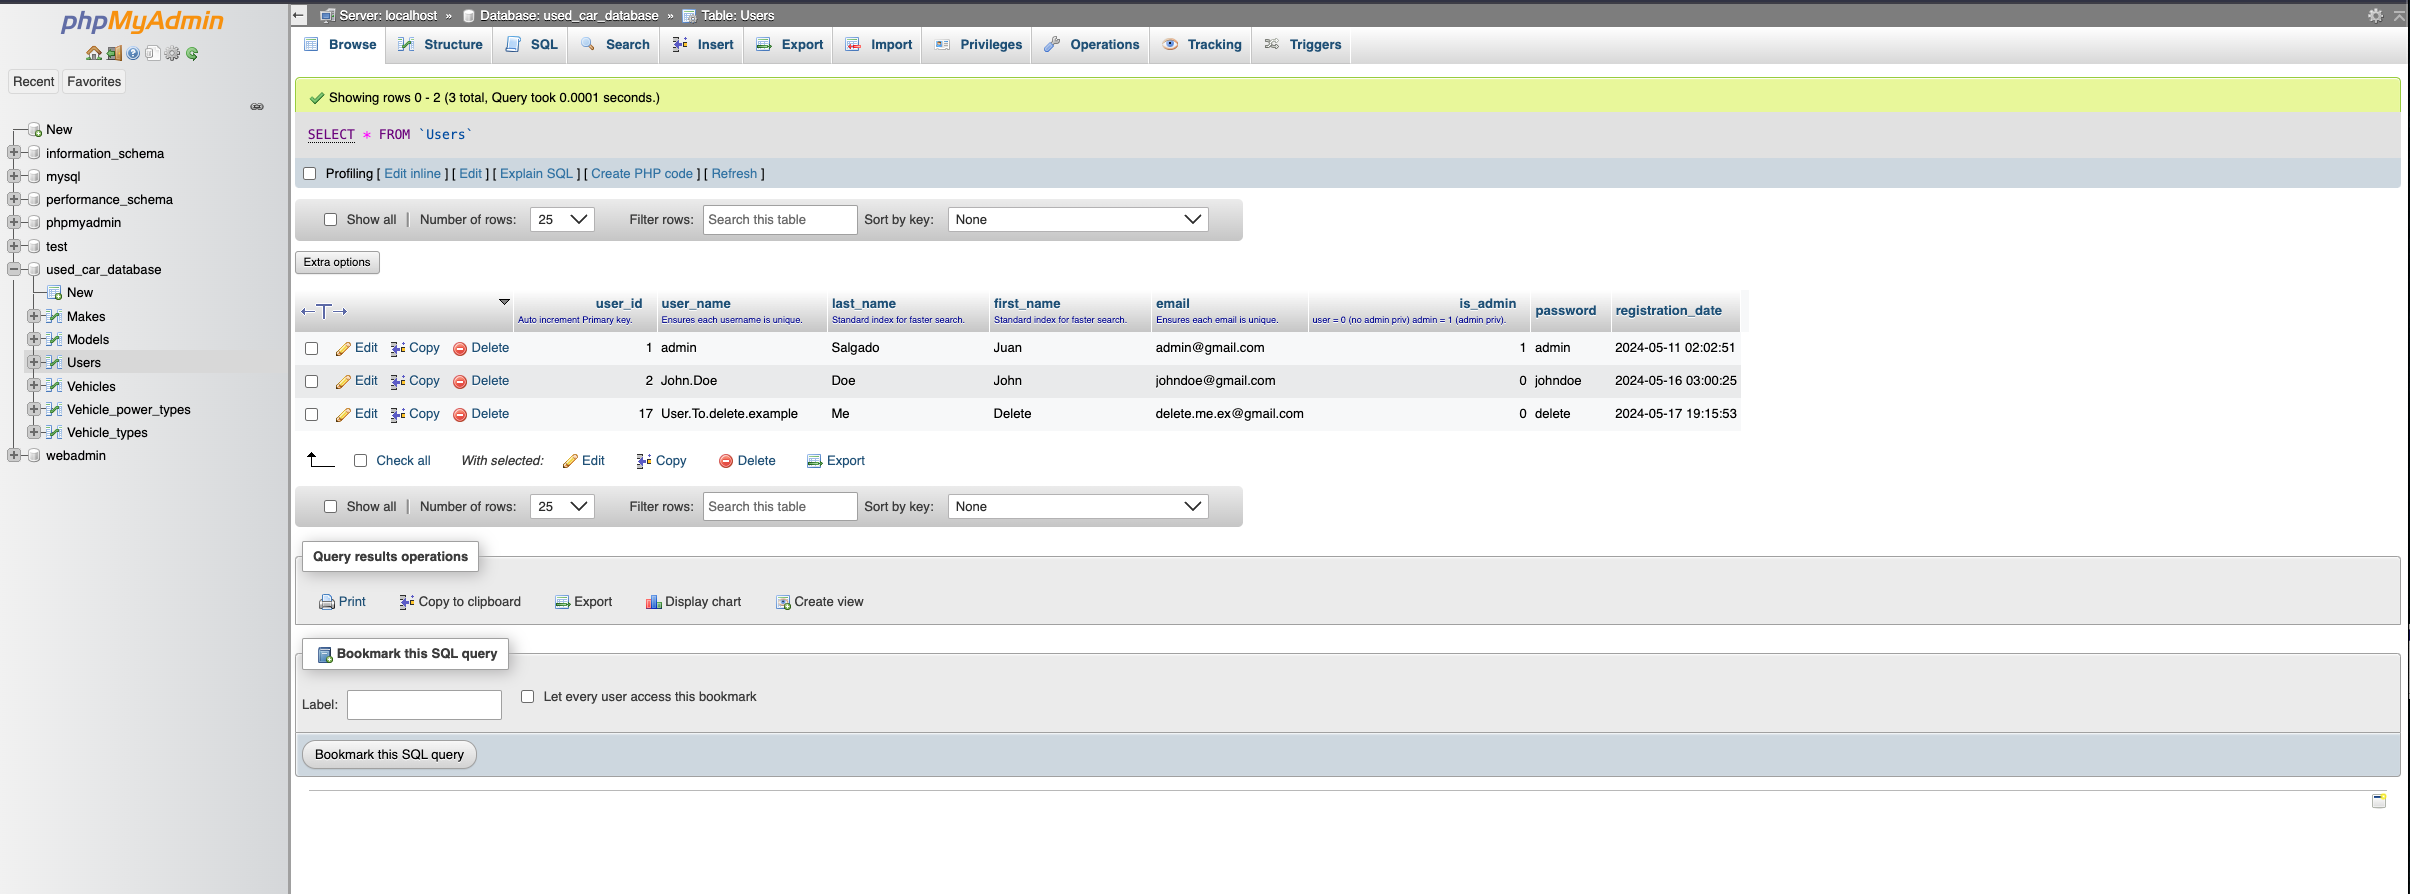 phpMyAdmin
Recent Favorites
New
information_schema
mysql
performance_schema
phpmyadmin
test
used_car_database
New
Makes
Models
Users
Vehicles
Vehicle_power_types
Vehicle_types
webadmin
Server: localhost » Database: used_car_database » Table: Users
Browse Structure SQL Search Insert Export Import Privileges Operations Tracking Triggers
Showing rows 0 - 2 (3 total, Query took 0.0001 seconds.)
SELECT * FROM `Users`
Profiling [ Edit inline ] [ Edit ] [ Explain SQL ] [ Create PHP code ] [ Refresh ]
Show all | Number of rows: 25 Filter rows: Search this table Sort by key: None
Extra options
user_id user_name last_name first_name email is_admin password registration_date
Auto increment Primary key. Ensures each username is unique. Standard index for faster search. Standard index for faster search. Ensures each email is unique. user = 0 (no admin priv) admin = 1 (admin priv).
Edit Copy Delete 1 admin Salgado Juan admin@gmail.com 1 admin 2024-05-11 02:02:51
Edit Copy Delete 2 John.Doe Doe John johndoe@gmail.com 0 johndoe 2024-05-16 03:00:25
Edit Copy Delete 17 User.To.delete.example Me Delete delete.me.ex@gmail.com 0 delete 2024-05-17 19:15:53
Check all With selected: Edit Copy Delete Export
Show all | Number of rows: 25 Filter rows: Search this table Sort by key: None
Query results operations
Print Copy to clipboard Export Display chart Create view
Bookmark this SQL query
Label: Let every user access this bookmark
Bookmark this SQL query